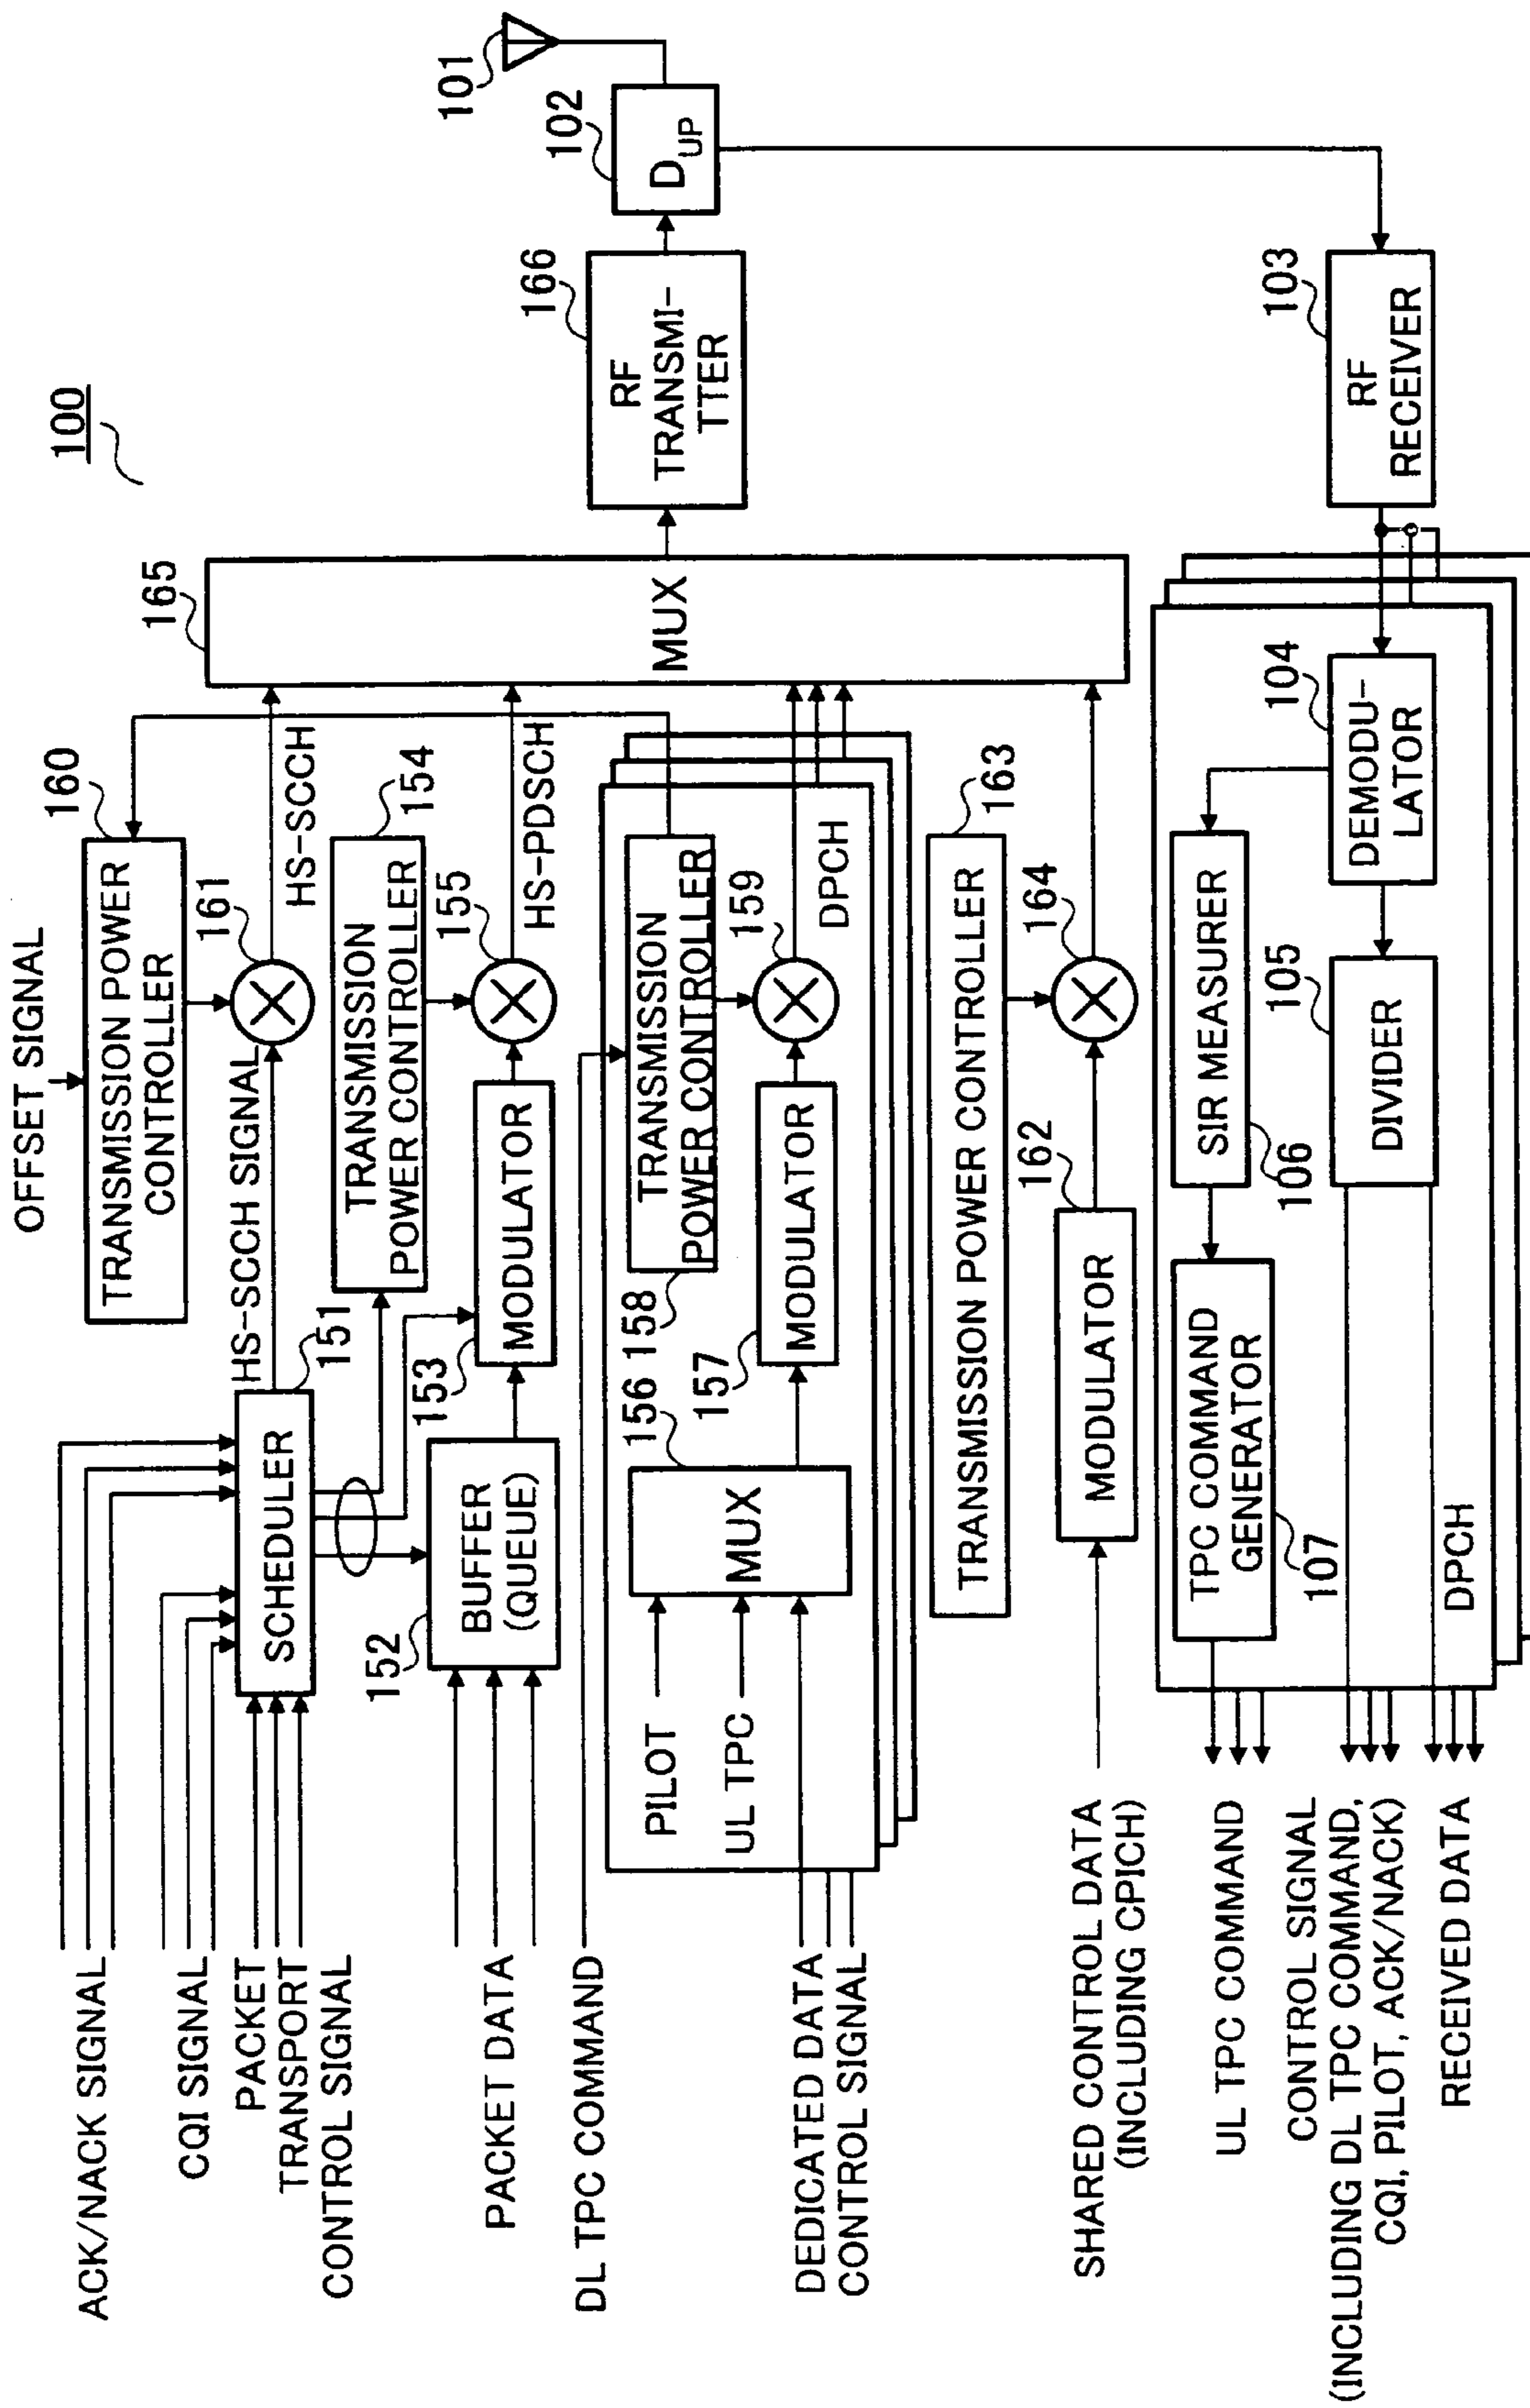 100
OFFSET SIGNAL
160
TRANSMISSION POWER
CONTROLLER
161
HS-SCCH SIGNAL
HS-SCCH
ACK/NACK SIGNAL
CQI SIGNAL
PACKET
TRANSPORT
CONTROL SIGNAL
SCHEDULER
151
TRANSMISSION
POWER CONTROLLER
154
155
HS-PDSCH
PACKET DATA
BUFFER
(QUEUE)
152
153
MODULATOR
DL TPC COMMAND
TRANSMISSION
POWER CONTROLLER
158
159
DPCH
PILOT
UL TPC
DEDICATED DATA
CONTROL SIGNAL
MUX
156
157
MODULATOR
TRANSMISSION POWER CONTROLLER
163
164
SHARED CONTROL DATA
(INCLUDING CPICH)
MODULATOR
162
165
MUX
166
RF
TRANSMI-
TTER
102
DUP
101
103
RF
RECEIVER
104
DEMODU-
LATOR
105
DIVIDER
SIR MEASURER
106
TPC COMMAND
GENERATOR
107
DPCH
UL TPC COMMAND
CONTROL SIGNAL
(INCLUDING DL TPC COMMAND,
CQI, PILOT, ACK/NACK)
RECEIVED DATA